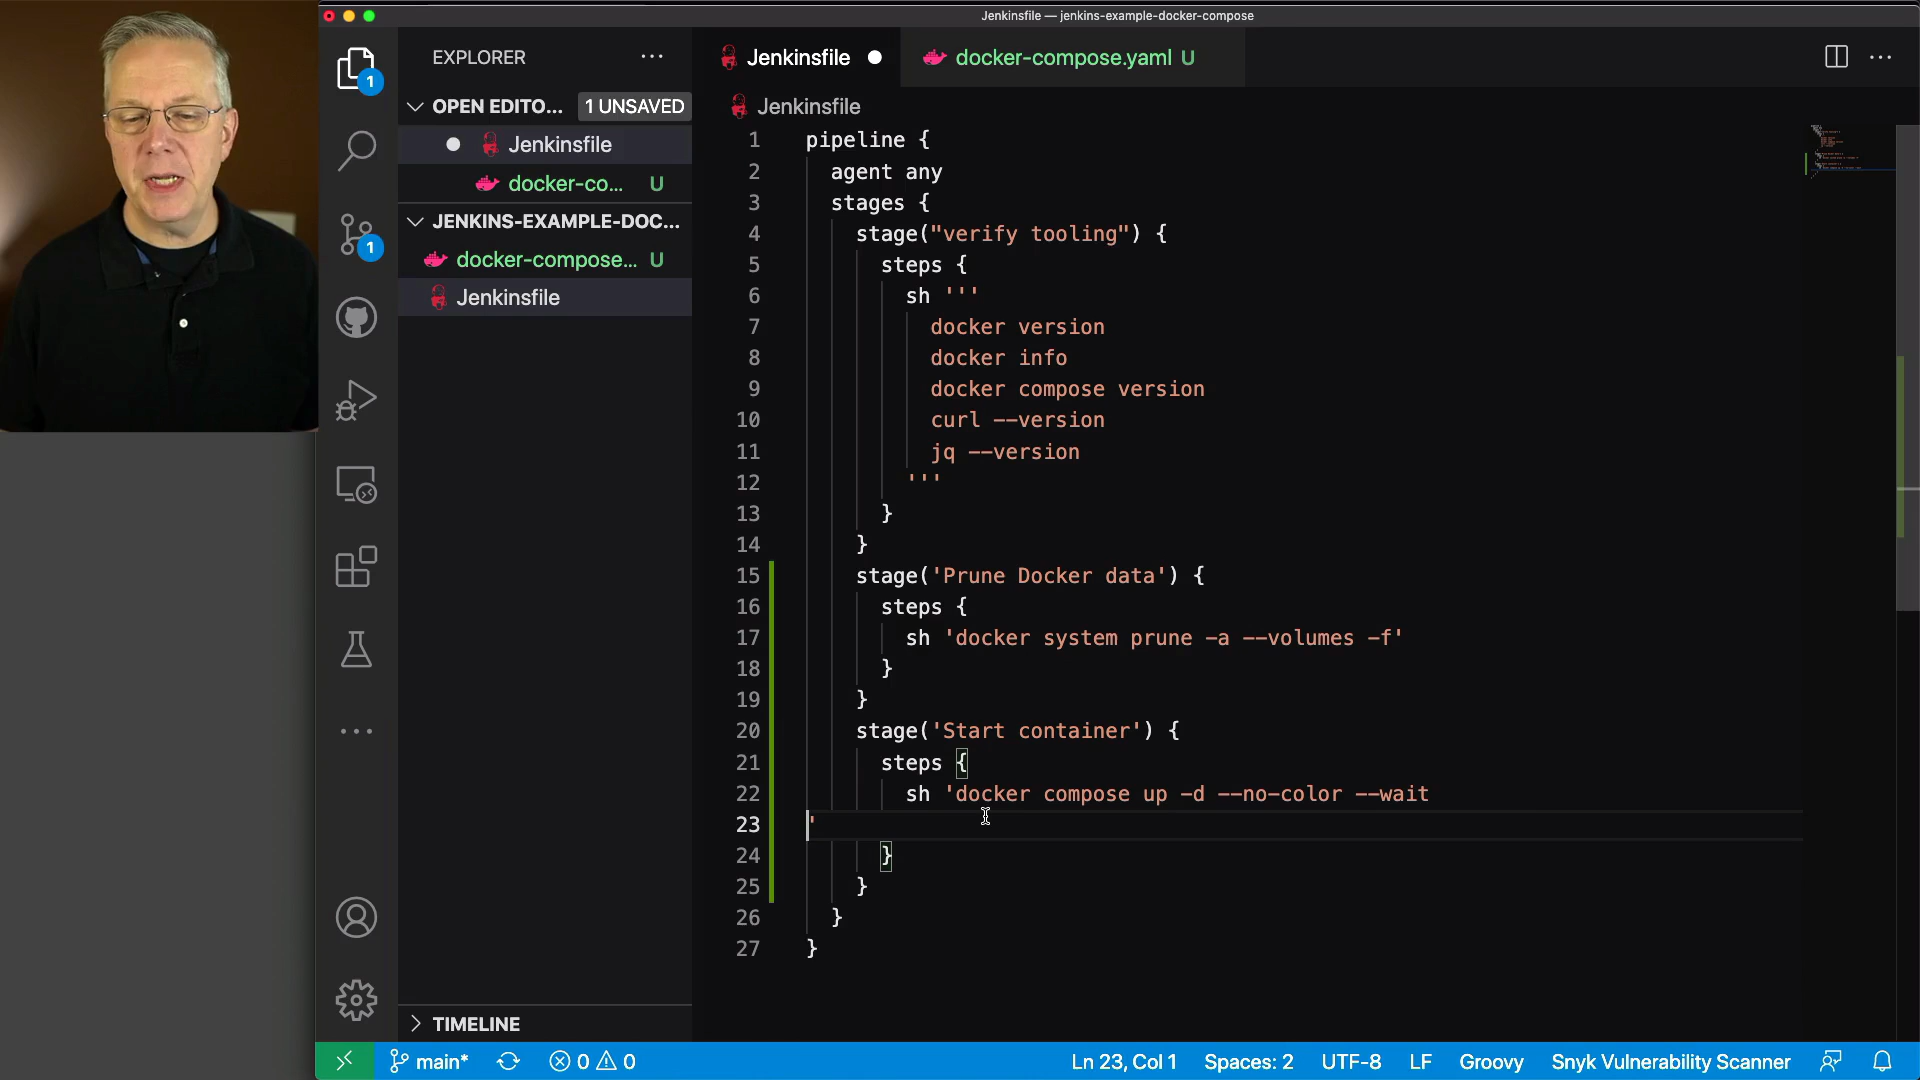 Jenkinsfile — jenkins-example-docker-compose
EXPLORER
Jenkinsfile
docker-compose.yaml U
1
OPEN EDITO... 1 UNSAVED
Jenkinsfile
Jenkinsfile
docker-co... U
JENKINS-EXAMPLE-DOC...
1
docker-compose... U
Jenkinsfile
1 pipeline {
2 agent any
3 stages {
4 stage("verify tooling") {
5 steps {
6 sh '''
7 docker version
8 docker info
9 docker compose version
10 curl --version
11 jq --version
12 '''
13 }
14 }
15 stage('Prune Docker data') {
16 steps {
17 sh 'docker system prune -a --volumes -f'
18 }
19 }
20 stage('Start container') {
21 steps {
22 sh 'docker compose up -d --no-color --wait
23 '
24 }
25 }
26 }
27 }
TIMELINE
main* 0 0 Ln 23, Col 1 Spaces: 2 UTF-8 LF Groovy Snyk Vulnerability Scanner